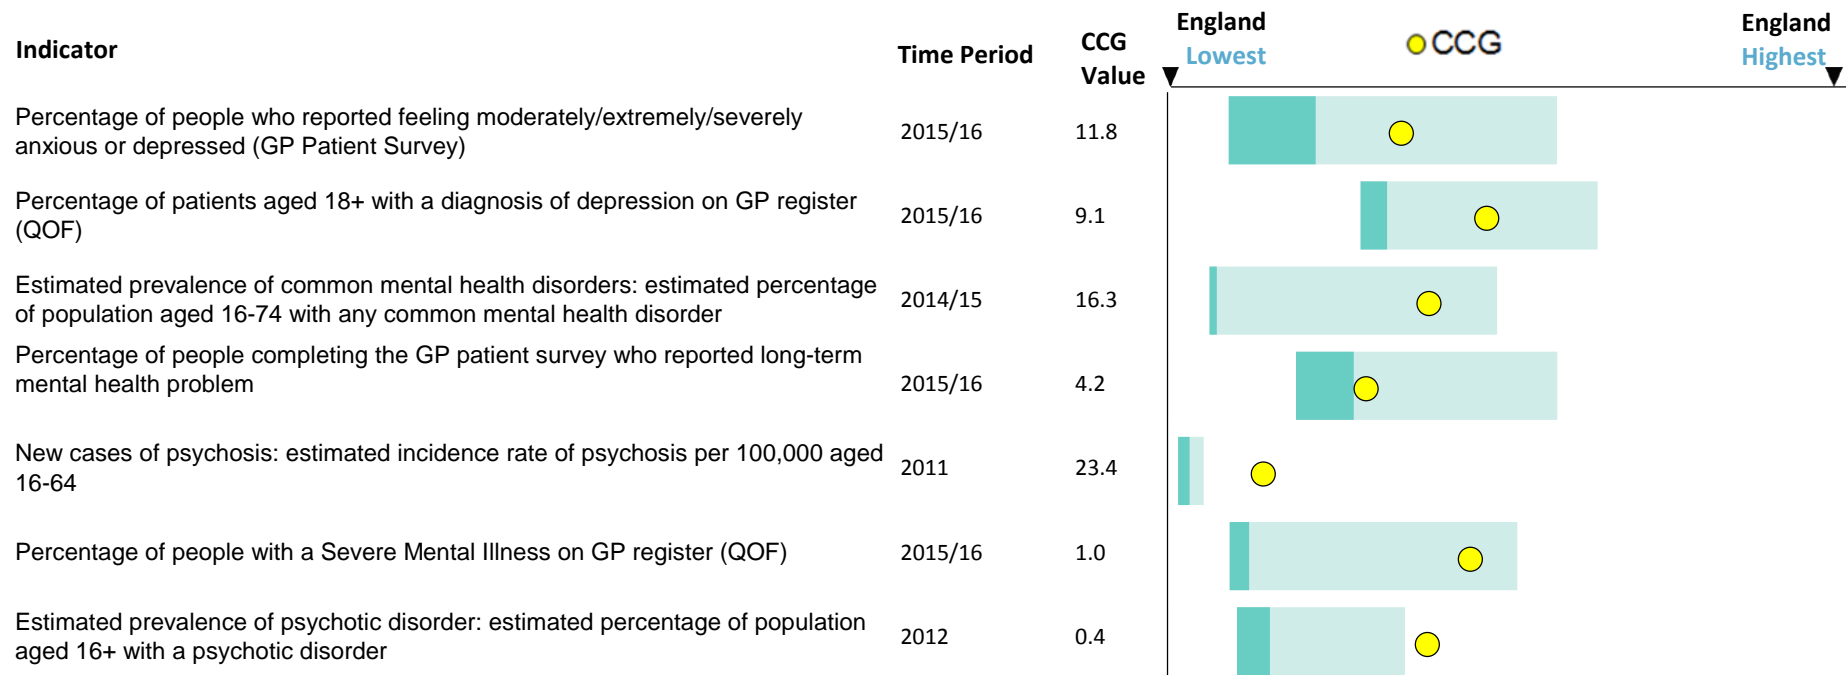 Indicator
Time Period
CCG
Value
England
Lowest
CCG
England
Highest
Percentage of people who reported feeling moderately/extremely/severely
anxious or depressed (GP Patient Survey)
2015/16
11.8
Percentage of patients aged 18+ with a diagnosis of depression on GP register
(QOF)
2015/16
9.1
Estimated prevalence of common mental health disorders: estimated percentage
of population aged 16-74 with any common mental health disorder
2014/15
16.3
Percentage of people completing the GP patient survey who reported long-term
mental health problem
2015/16
4.2
New cases of psychosis: estimated incidence rate of psychosis per 100,000 aged
16-64
2011
23.4
Percentage of people with a Severe Mental Illness on GP register (QOF)
2015/16
1.0
Estimated prevalence of psychotic disorder: estimated percentage of population
aged 16+ with a psychotic disorder
2012
0.4